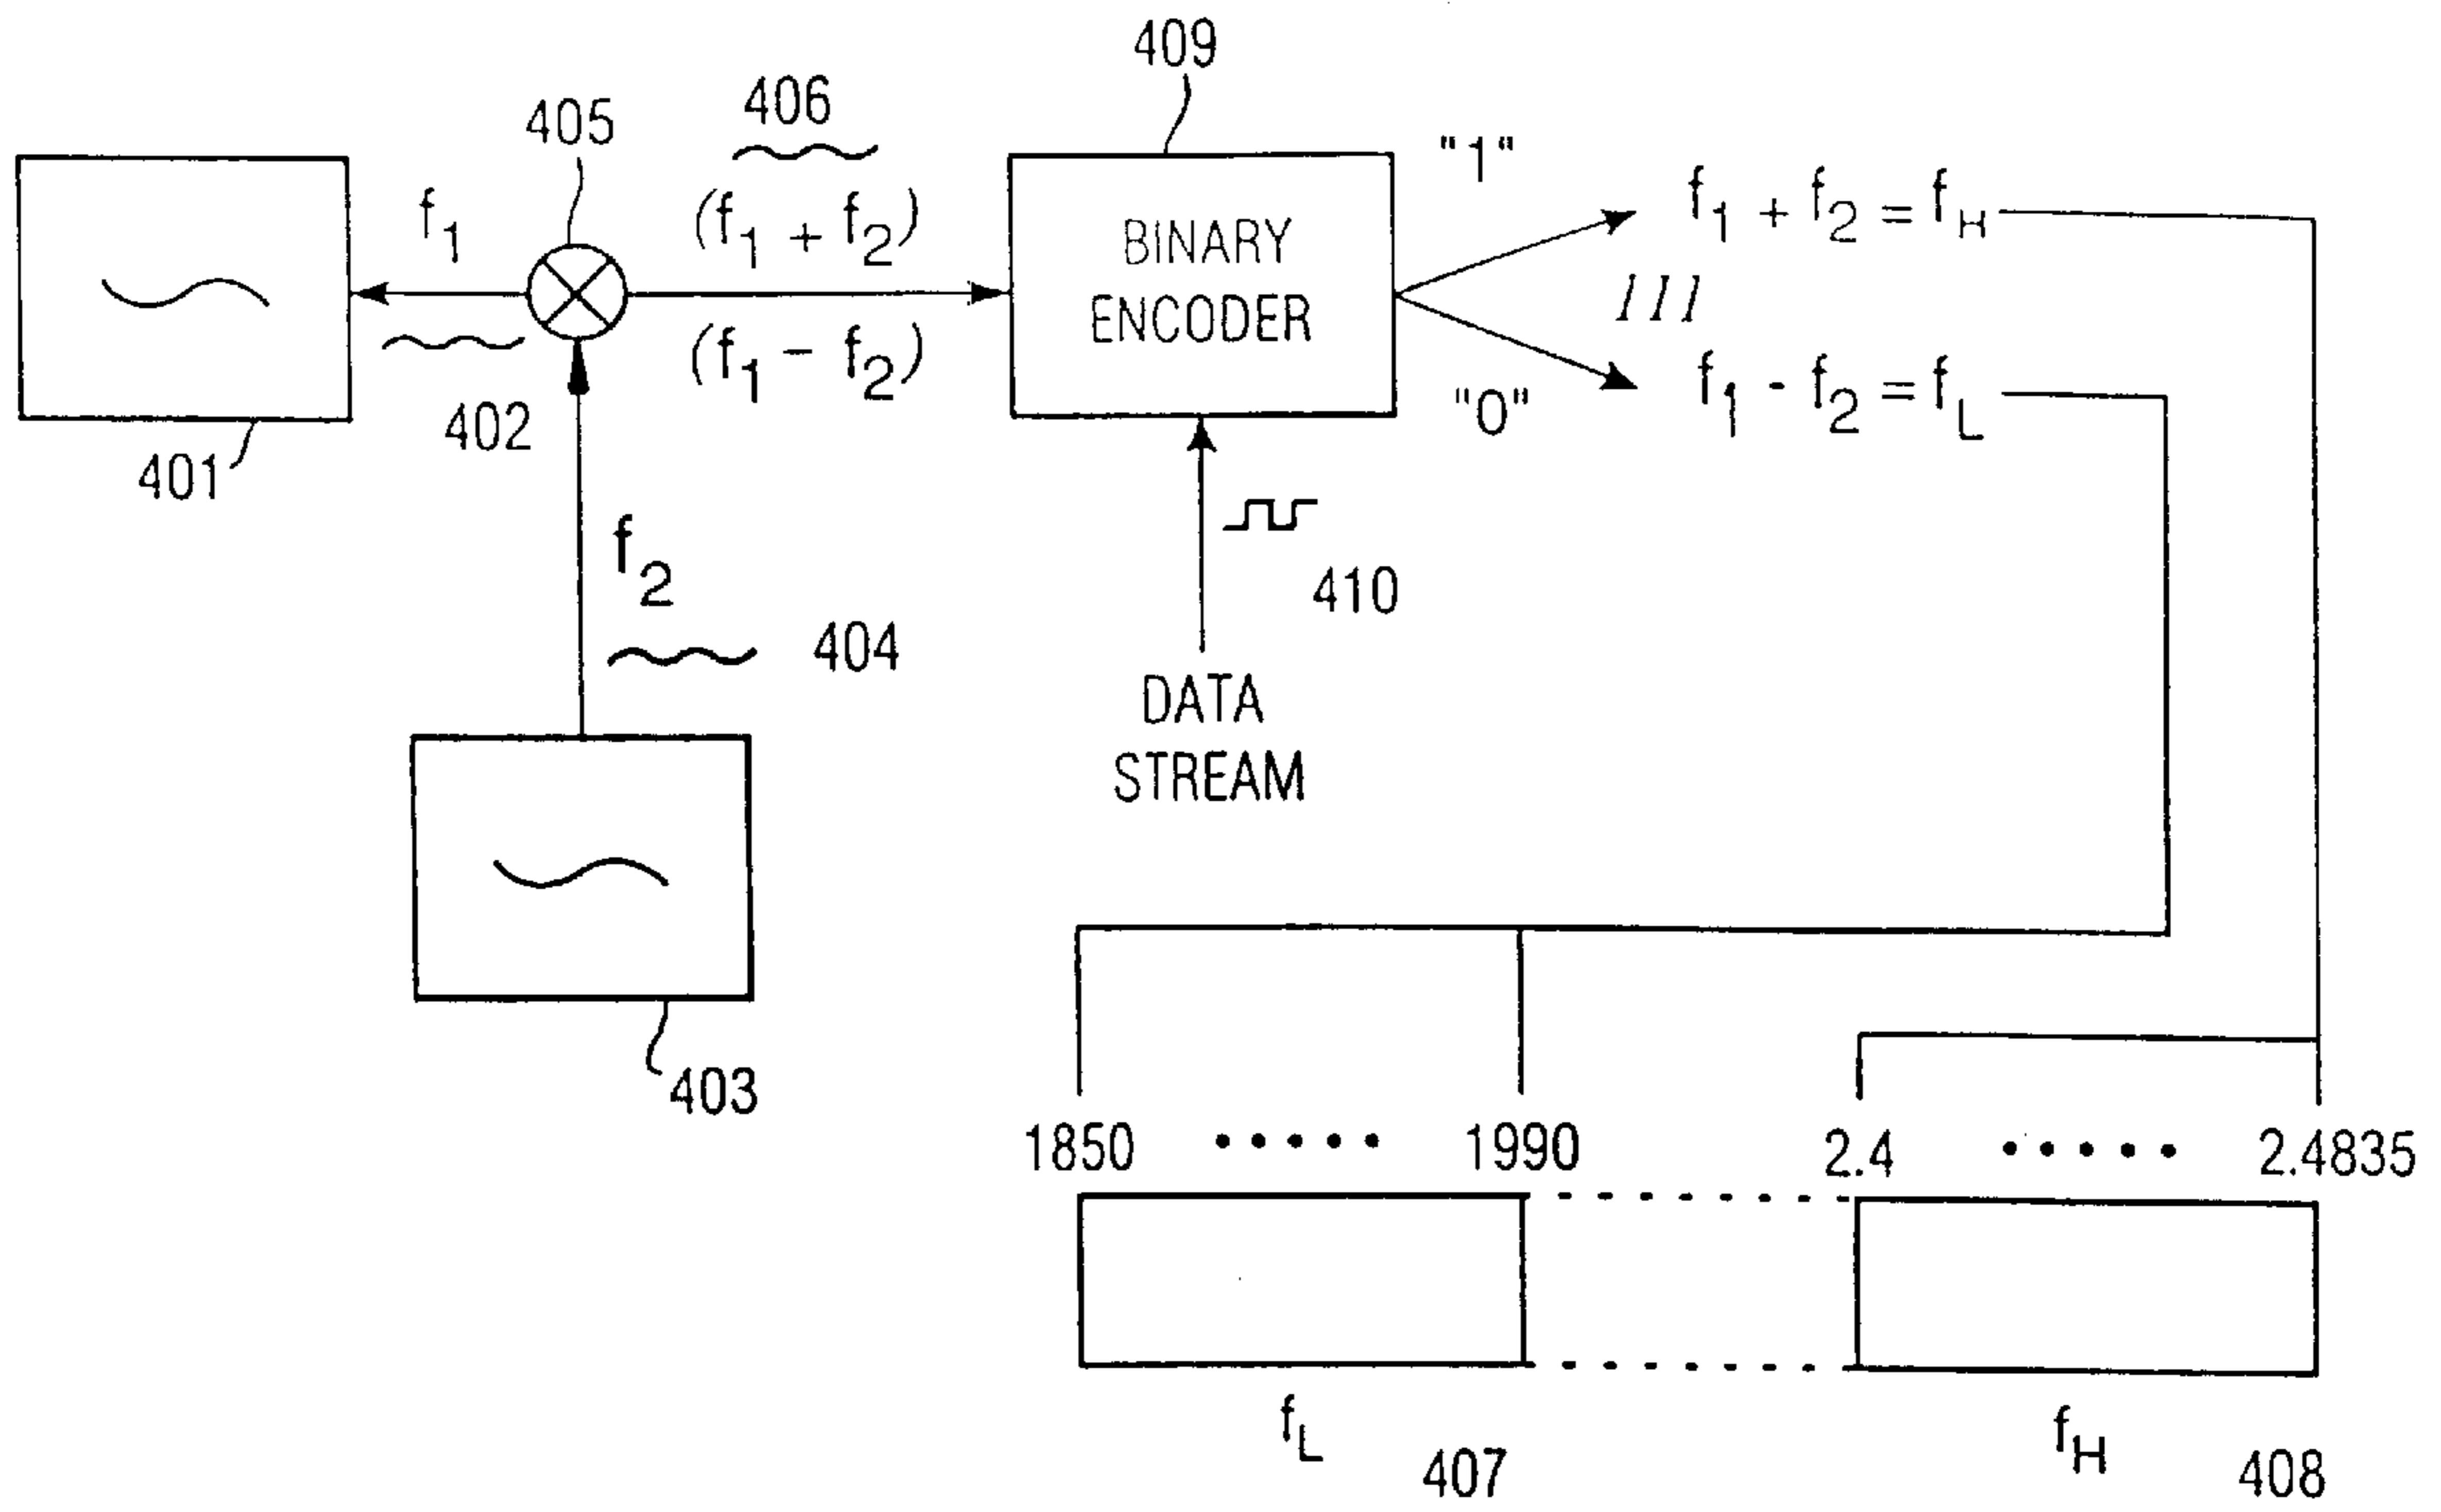 409
406
405
"1"
f1
(f1 + f2)
f1 + f2 = fH
BINARY
ENCODER
III
(f1 - f2)
f1 - f2 = fL
402
"0"
401
f2
410
404
DATA
STREAM
403
1850 ••••• 1990 2.4 ••••• 2.4835
fL fH
407 408